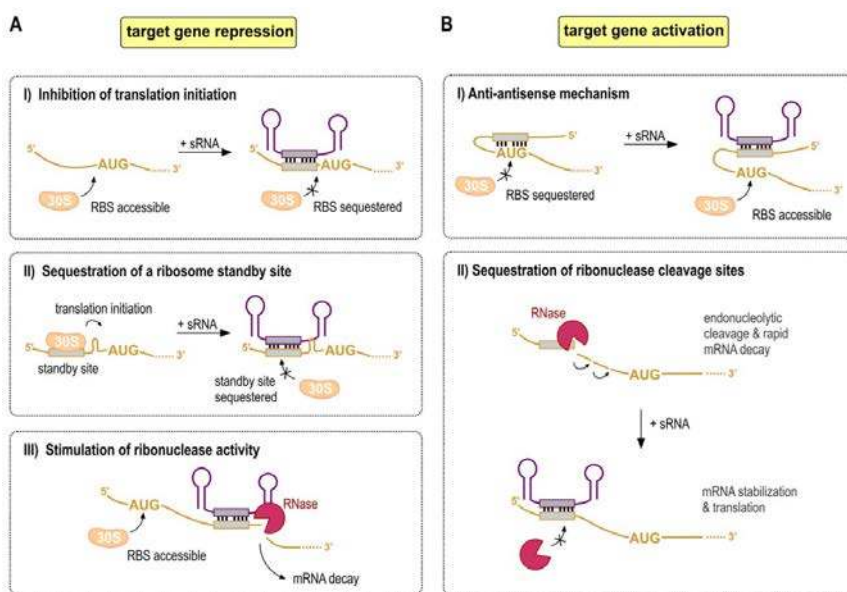 A
target gene repression
I) Inhibition of translation initiation
5'
AUG
3'
30S
RBS accessible
+ sRNA
5'
AUG
3'
30S
RBS sequestered
II) Sequestration of a ribosome standby site
translation initiation
30S
5'
AUG
3'
standby site
+ sRNA
5'
AUG
3'
standby site
sequestered
30S
III) Stimulation of ribonuclease activity
5'
AUG
30S
RBS accessible
RNase
3'
mRNA decay
B
target gene activation
I) Anti-antisense mechanism
5'
AUG
3'
30S
RBS sequestered
+ sRNA
5'
AUG
3'
30S
RBS accessible
II) Sequestration of ribonuclease cleavage sites
RNase
5'
AUG
3'
endonucleolytic
cleavage & rapid
mRNA decay
+ sRNA
5'
AUG
3'
mRNA stabilization
& translation